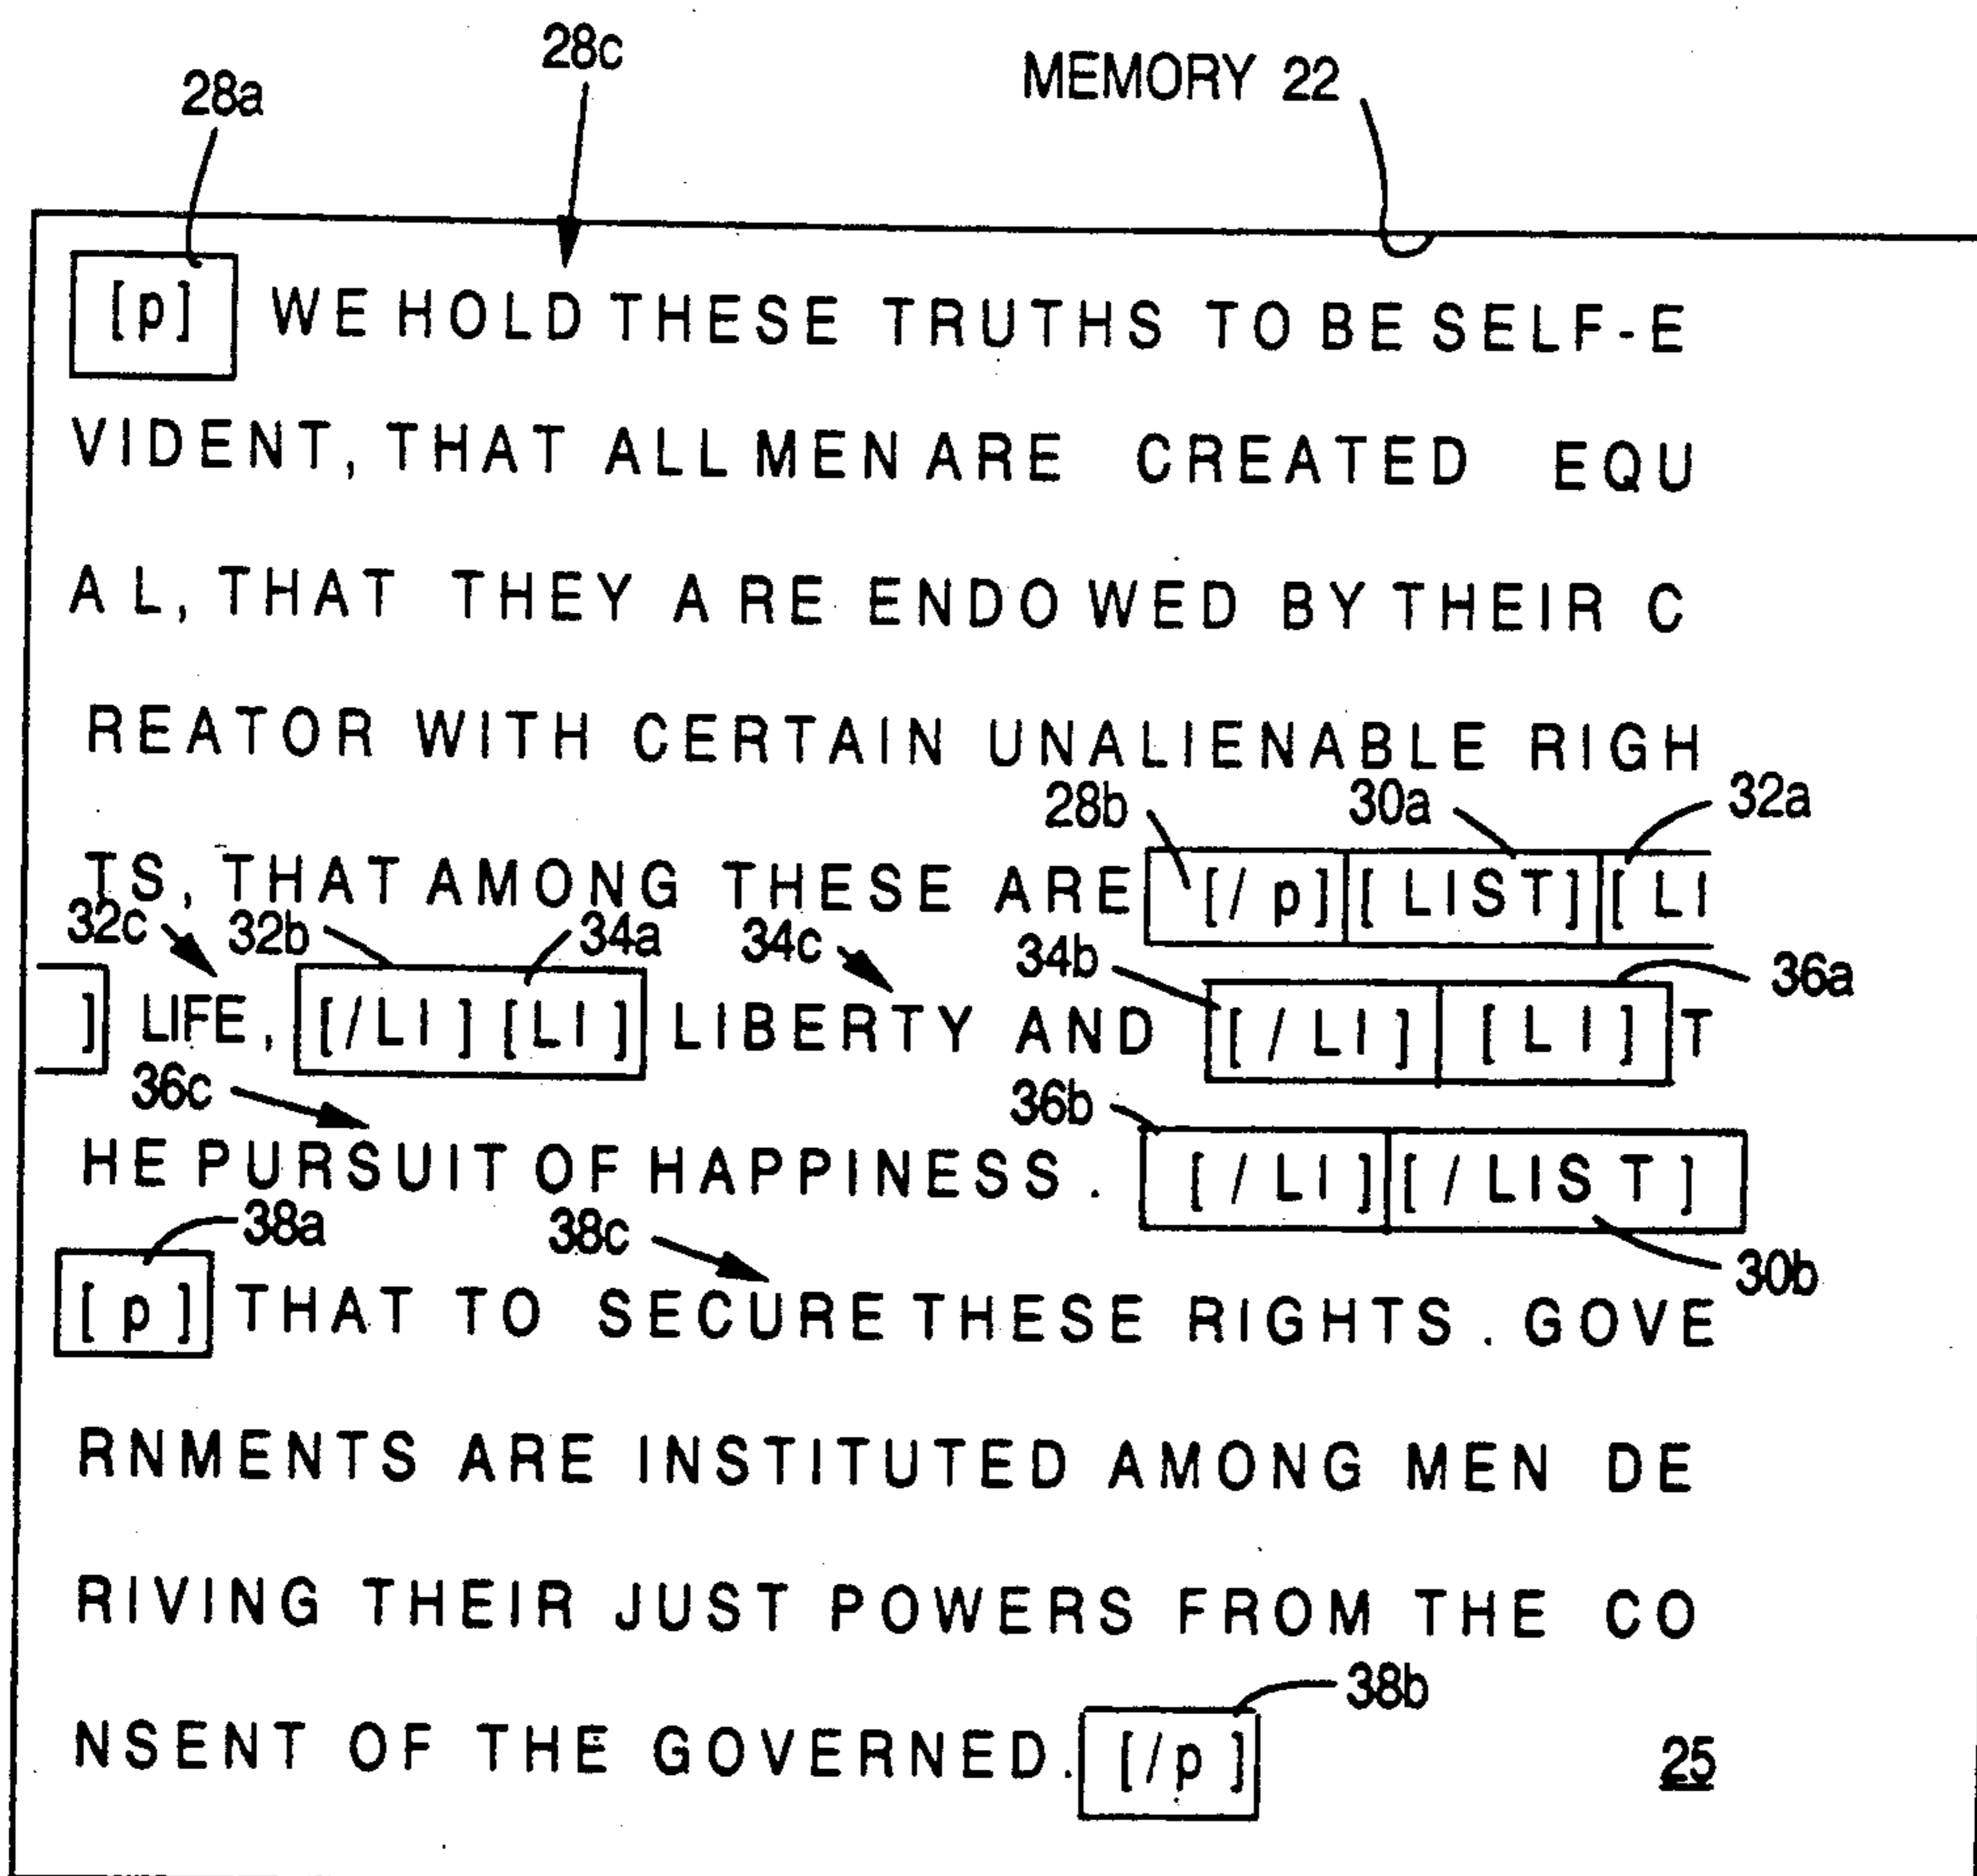 28a 28c MEMORY 22
[p] WE HOLD THESE TRUTHS TO BE SELF-E
VIDENT, THAT ALL MEN ARE CREATED EQU
AL, THAT THEY ARE ENDOWED BY THEIR C
REATOR WITH CERTAIN UNALIENABLE RIGH
28b 30a 32a
TS, THAT AMONG THESE ARE [/p] [LIST] [LI
32c 32b 34a 34c 34b 36a
] LIFE, [/LI] [LI] LIBERTY AND [/LI] [LI] T
36c 36b
HE PURSUIT OF HAPPINESS. [/LI] [/LIST]
38a 38c 30b
[p] THAT TO SECURE THESE RIGHTS. GOVE
RNMENTS ARE INSTITUTED AMONG MEN DE
RIVING THEIR JUST POWERS FROM THE CO
38b
NSENT OF THE GOVERNED. [/p] 25